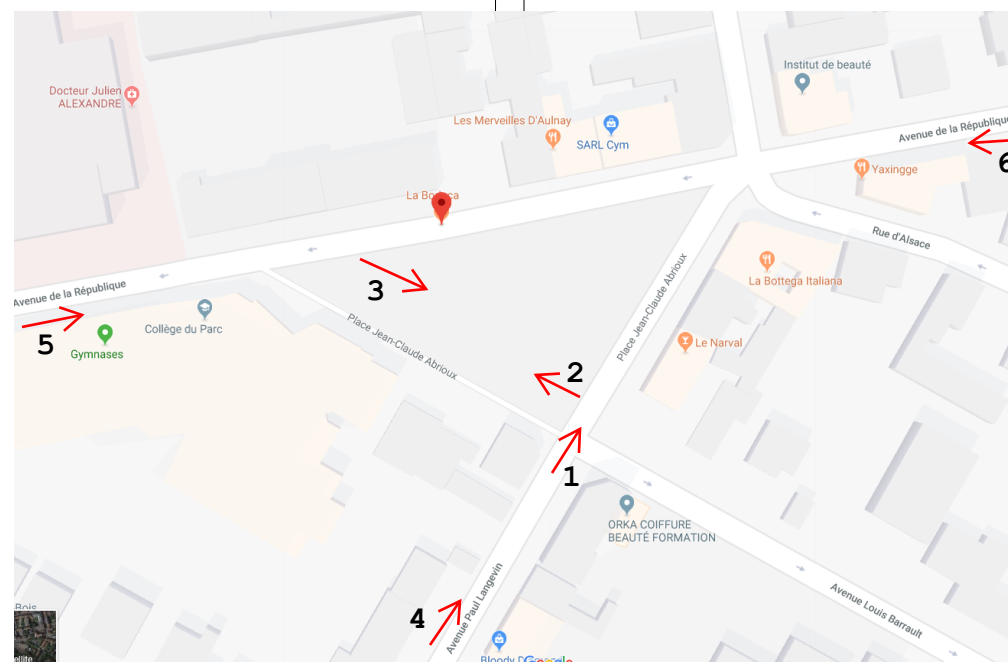 Institut de beauté
Docteur Julien
ALEXANDRE
Les Merveilles D'Aulnay
SARL Cym
Avenue de la République
6
Yaxingge
La
Rue d'Alsace
3
La Bottega Italiana
Avenue de la République
Collège du Parc
5
Gymnases
Place Jean-Claude Abrioux
Place Jean-Claude Abrioux
Le Narval
2
1
ORKA COIFFURE
BEAUTÉ FORMATION
4
Avenue Paul Langevin
Avenue Louis Barrault
Bois
Bloody